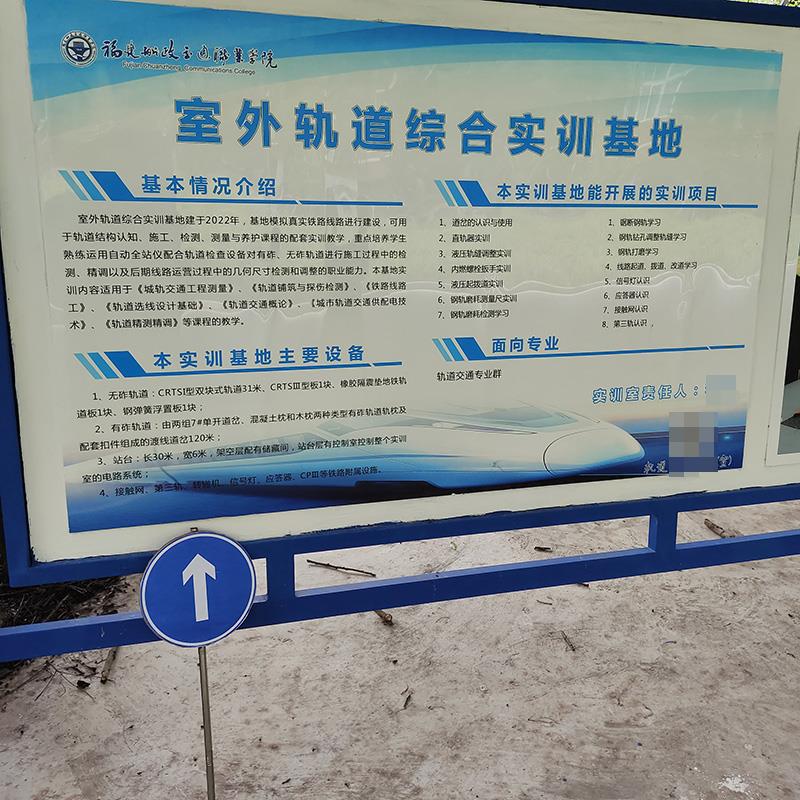 福建船政交通职业学院
Fujian Chuanzheng Communications College
室外轨道综合实训基地
基本情况介绍
室外轨道综合实训基地建于2022年，基地模拟真实铁路线路进行建设，可用
于轨道结构认知、施工、检测、测量与养护课程的配套实训教学，重点培养学生
熟练运用自动全站仪配合轨道检查设备对有砟、无砟轨道进行施工过程中的检
测、精调以及后期线路运营过程中的几何尺寸检测和调整的职业能力。本基地实
训内容适用于《城轨交通工程测量》、《轨道铺筑与探伤检测》、《铁路线路
工》、《轨道选线设计基础》、《轨道交通概论》、《城市轨道交通供配电技
术》、《轨道精测精调》等课程的教学。
本实训基地主要设备
1、无砟轨道：CRTSI型双块式轨道31米、CRTSIII型板1块、橡胶隔震垫地铁轨
道板1块、钢弹簧浮置板1块；
2、有砟轨道：由两组7#单开道岔、混凝土枕和木枕两种类型有砟轨道轨枕及
配套扣件组成的渡线道岔120米；
3、站台：长30米，宽6米，架空层配有储藏间，站台层有控制室控制整个实训
室的电路系统；
4、接触网、第三轨、转辙机、信号灯、应答器、CPIII等铁路附属设施。
本实训基地能开展的实训项目
1、道岔的认识与使用
2、直轨器实训
3、液压轨缝调整实训
4、内燃螺栓扳手实训
5、液压起拨道实训
6、钢轨磨耗测量尺实训
7、钢轨磨耗检测学习
1、锯断钢轨学习
2、钢轨钻孔调整轨缝学习
3、钢轨打磨学习
4、线路起道、拨道、改道学习
5、信号灯认识
6、应答器认识
7、接触网认识
8、第三轨认识 ，
面向专业
轨道交通专业群
实训室责任人：
轨道